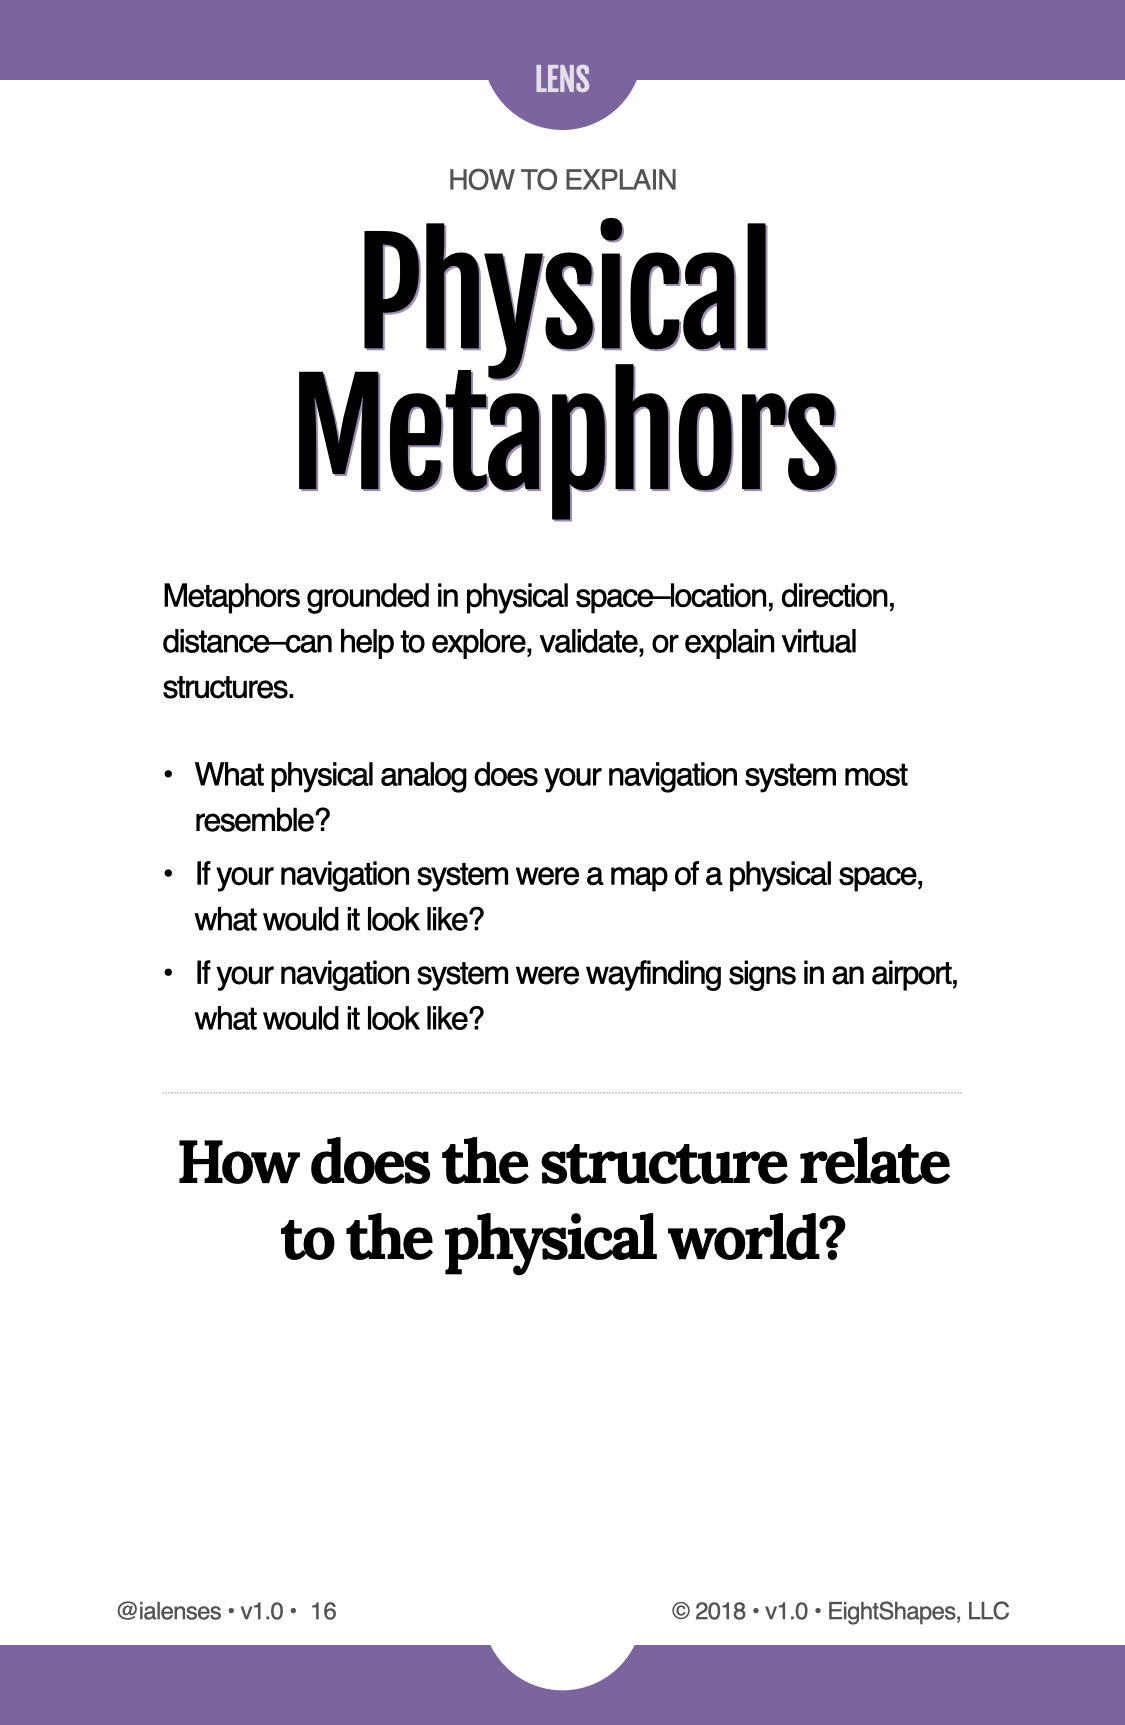 LENS
HOW TO EXPLAIN
Physical
Metaphors
Metaphors grounded in physical space—location, direction,
distance—can help to explore, validate, or explain virtual
structures.
• What physical analog does your navigation system most
resemble?
• If your navigation system were a map of a physical space,
what would it look like?
• If your navigation system were wayfinding signs in an airport,
what would it look like?
How does the structure relate
to the physical world?
@ialenses • v1.0 • 16
© 2018 • v1.0 • EightShapes, LLC